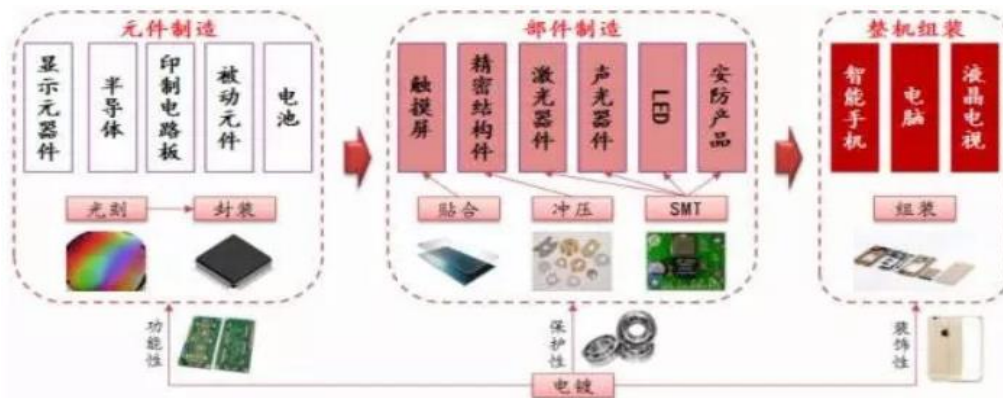 元件制造
显示元器件
半导体
印制电路板
被动元件
电池
光刻
封装
部件制造
触摸屏
精密结构件
激光器件
声光器件
LED
安防产品
贴合
冲压
SMT
整机组装
智能手机
电脑
液晶电视
组装
功能性
保护性
装饰性
电镀